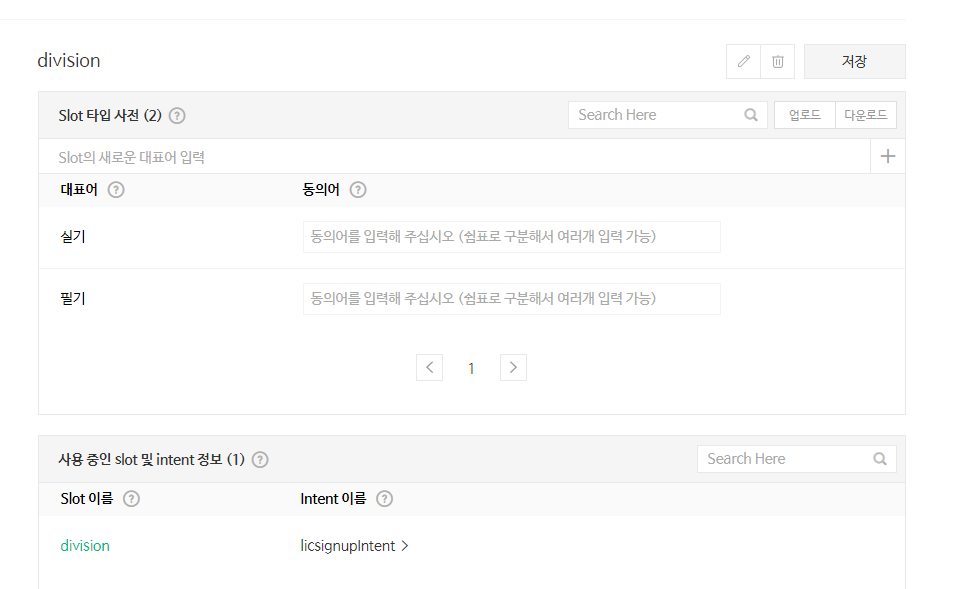 division
저장
Slot 타입 사전 (2) ?
Search Here
업로드
다운로드
Slot의 새로운 대표어 입력
대표어 ? 동의어 ?
실기 동의어를 입력해 주십시오 (쉼표로 구분해서 여러개 입력 가능)
필기 동의어를 입력해 주십시오 (쉼표로 구분해서 여러개 입력 가능)
1
사용 중인 slot 및 intent 정보 (1) ?
Search Here
Slot 이름 ? Intent 이름 ?
division licsignupIntent >